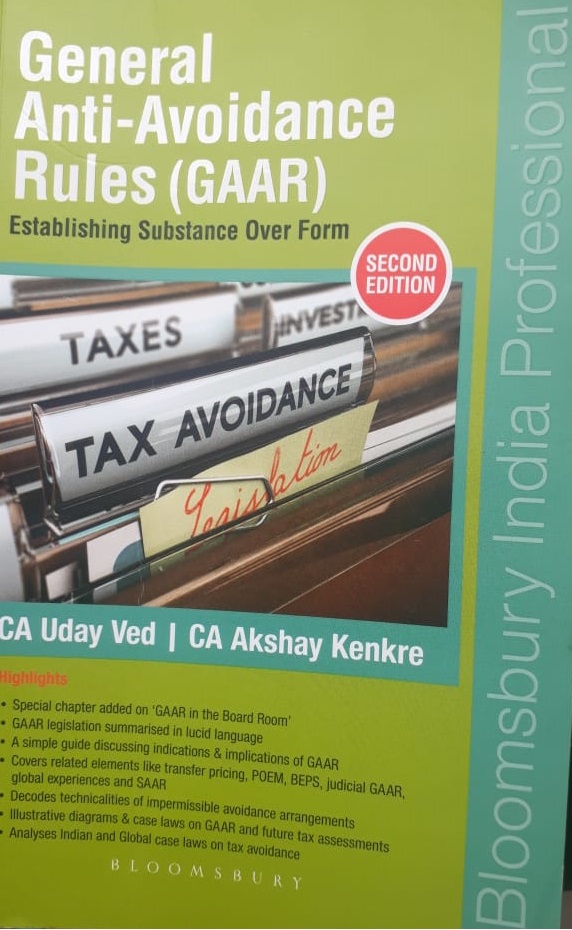 General
Anti-Avoidance
Rules (GAAR)
Establishing Substance Over Form
SECOND
EDITION
TAXES
INVEST
TAX AVOIDANCE
Legislation
CA Uday Ved | CA Akshay Kenkre
Highlights
• Special chapter added on 'GAAR in the Board Room'
• GAAR legislation summarised in lucid language
• A simple guide discussing indications & implications of GAAR
• Covers related elements like transfer pricing, POEM, BEPS, judicial GAAR,
global experiences and SAAR
• Decodes technicalities of impermissible avoidance arrangements
• Illustrative diagrams & case laws on GAAR and future tax assessments
• Analyses Indian and Global case laws on tax avoidance
BLOOMSBURY
Bloomsbury India Professional